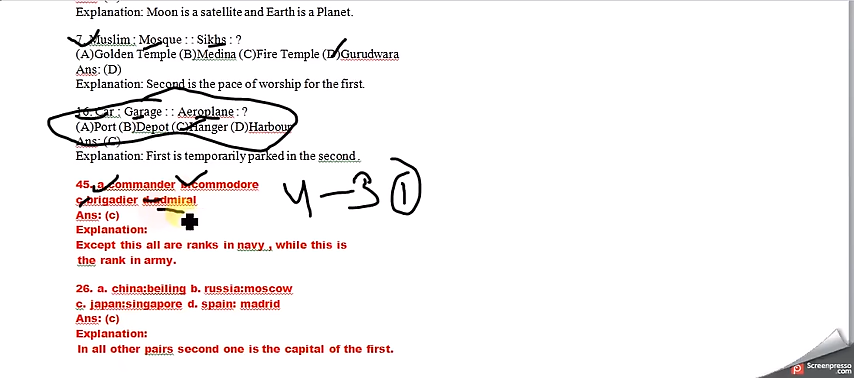 Explanation: Moon is a satellite and Earth is a Planet.
7. Muslim : Mosque : : Sikhs : ?
(A)Golden Temple (B)Medina (C)Fire Temple (D)Gurudwara
Ans: (D)
Explanation: Second is the pace of worship for the first.
16. Car : Garage : : Aeroplane : ?
(A)Port (B)Depot (C)Hanger (D)Harbour
Ans: (C)
Explanation: First is temporarily parked in the second.
45. a commander b.commodore
c.brigadier d.admiral
4-3 1
Ans: (c)
Explanation:
Except this all are ranks in navy , while this is
the rank in army.
26. a. china:beiling b. russia:moscow
c. japan:singapore d. spain: madrid
Ans: (c)
Explanation:
In all other pairs second one is the capital of the first.
Screenpresso
.com